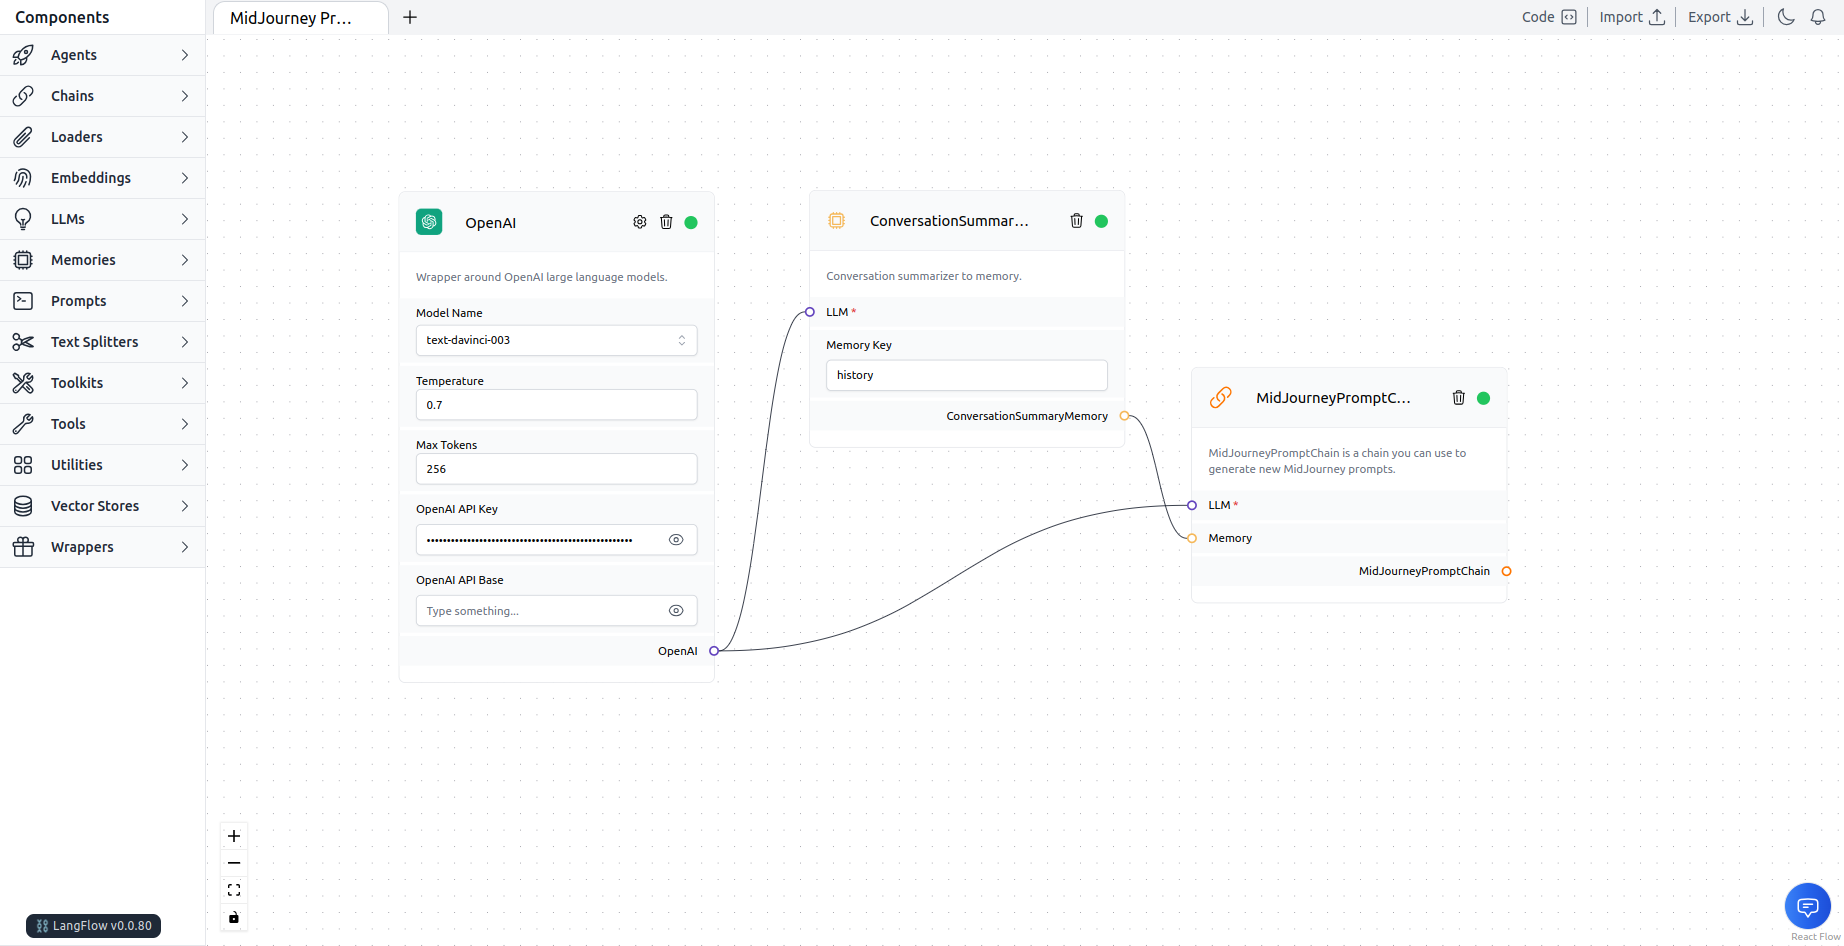 Components
MidJourney Pr...
Code
Import
Export
Agents
Chains
Loaders
Embeddings
LLMs
Memories
Prompts
Text Splitters
Toolkits
Tools
Utilities
Vector Stores
Wrappers
LangFlow v0.0.80
OpenAI
Wrapper around OpenAI large language models.
Model Name
text-davinci-003
Temperature
0.7
Max Tokens
256
OpenAI API Key
••••••••••••••••••••••••••••••••••••••••••••••••••••
OpenAI API Base
Type something...
OpenAI
ConversationSummar...
Conversation summarizer to memory.
LLM *
Memory Key
history
ConversationSummaryMemory
MidJourneyPromptC...
MidJourneyPromptChain is a chain you can use to
generate new MidJourney prompts.
LLM *
Memory
MidJourneyPromptChain
React Flow